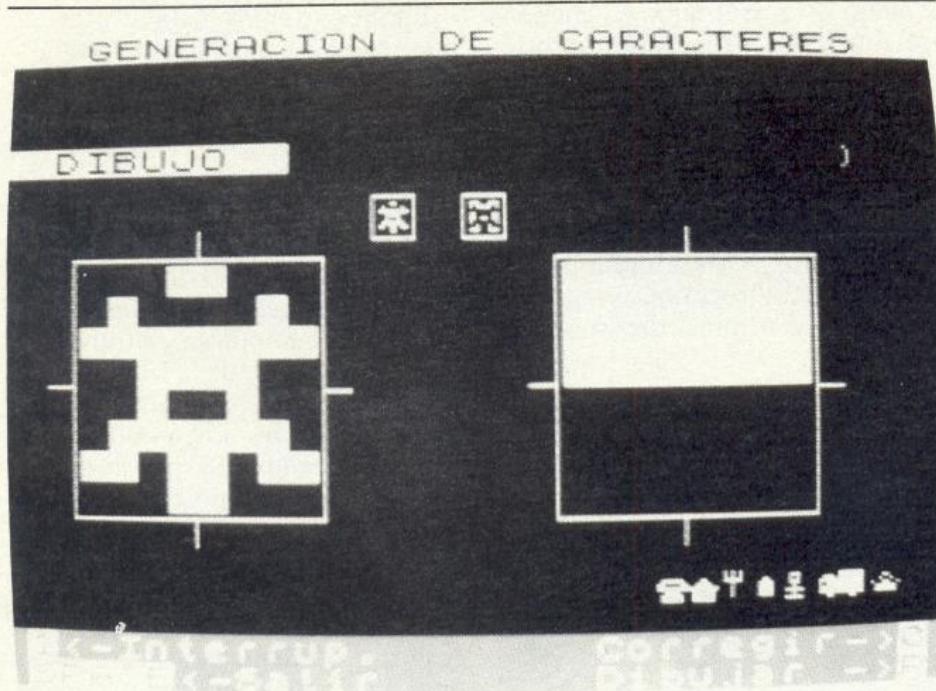 GENERACION DE CARACTERES
DIBUJO
<-Interrup. Corregir->
<-Salir Dibujar ->